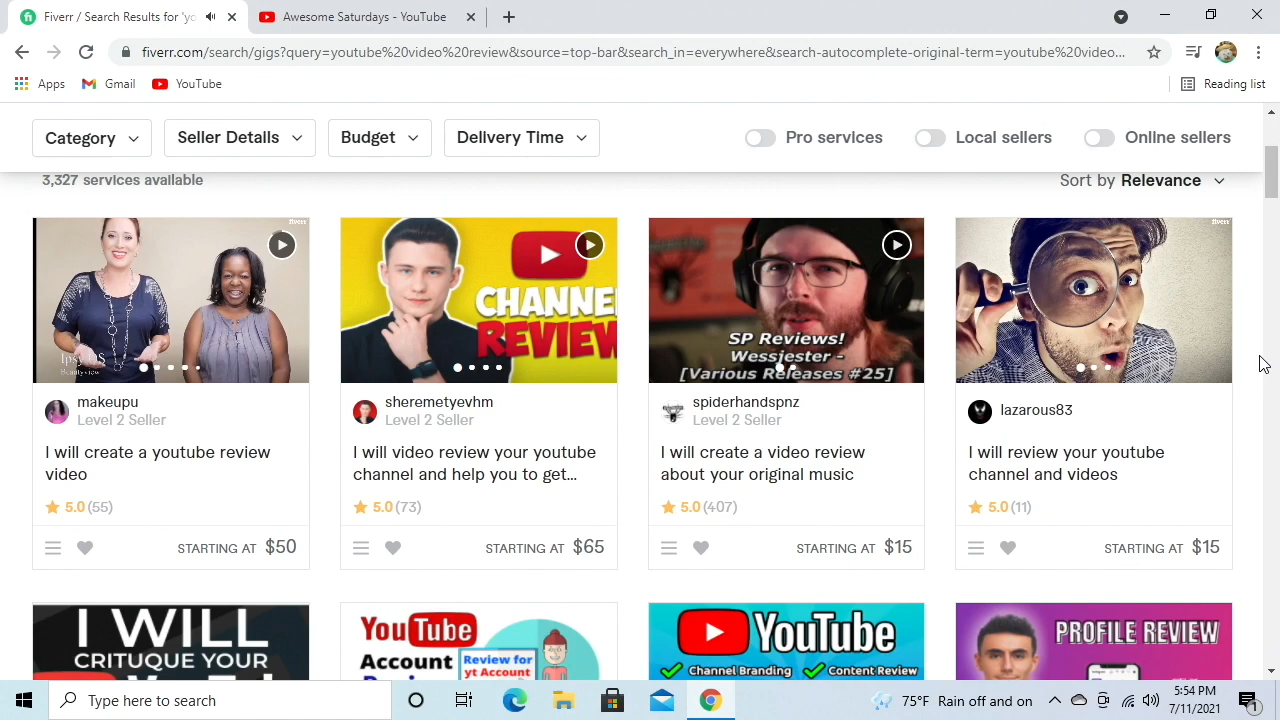 Fiverr / Search Results for 'yo
Awesome Saturdays - YouTube
fiverr.com/search/gigs?query=youtube%20video%20review&source=top-bar&search_in=everywhere&search-autocomplete-original-term=youtube%20video...
Apps
Gmail
YouTube
Reading list
Category
Seller Details
Budget
Delivery Time
Pro services
Local sellers
Online sellers
3,327 services available
Sort by Relevance
fiverr
Beautyview
CHANNEL
REVIEW
SP Reviews!
Wessjester -
[Various Releases #25]
fiverr
makeupu
Level 2 Seller
I will create a youtube review
video
5.0 (55)
STARTING AT $50
sheremetyevhm
Level 2 Seller
I will video review your youtube
channel and help you to get...
5.0 (73)
STARTING AT $65
spiderhandspnz
Level 2 Seller
I will create a video review
about your original music
5.0 (407)
STARTING AT $15
lazarous83
I will review your youtube
channel and videos
5.0 (11)
STARTING AT $15
I WILL
CRITUQUE YOUR
YouTube
Account
Review for
yt Account
YouTube
Channel Branding
Content Review
PROFILE REVIEW
Type here to search
75°F Rain off and on
5:54 PM
7/11/2021
1